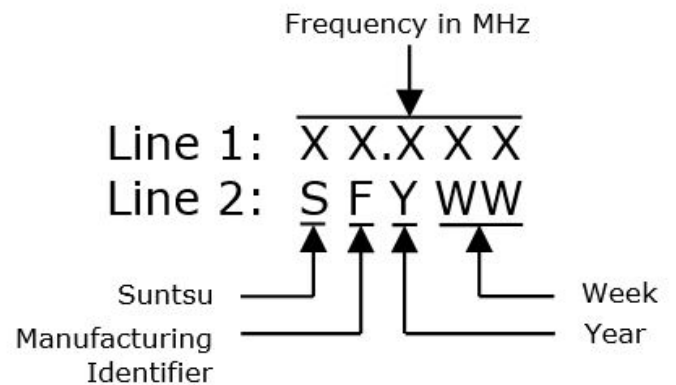 Frequency in MHz
Line 1: X X.X X X
Line 2: S F Y WW
Suntsu
Week
Manufacturing
Identifier
Year